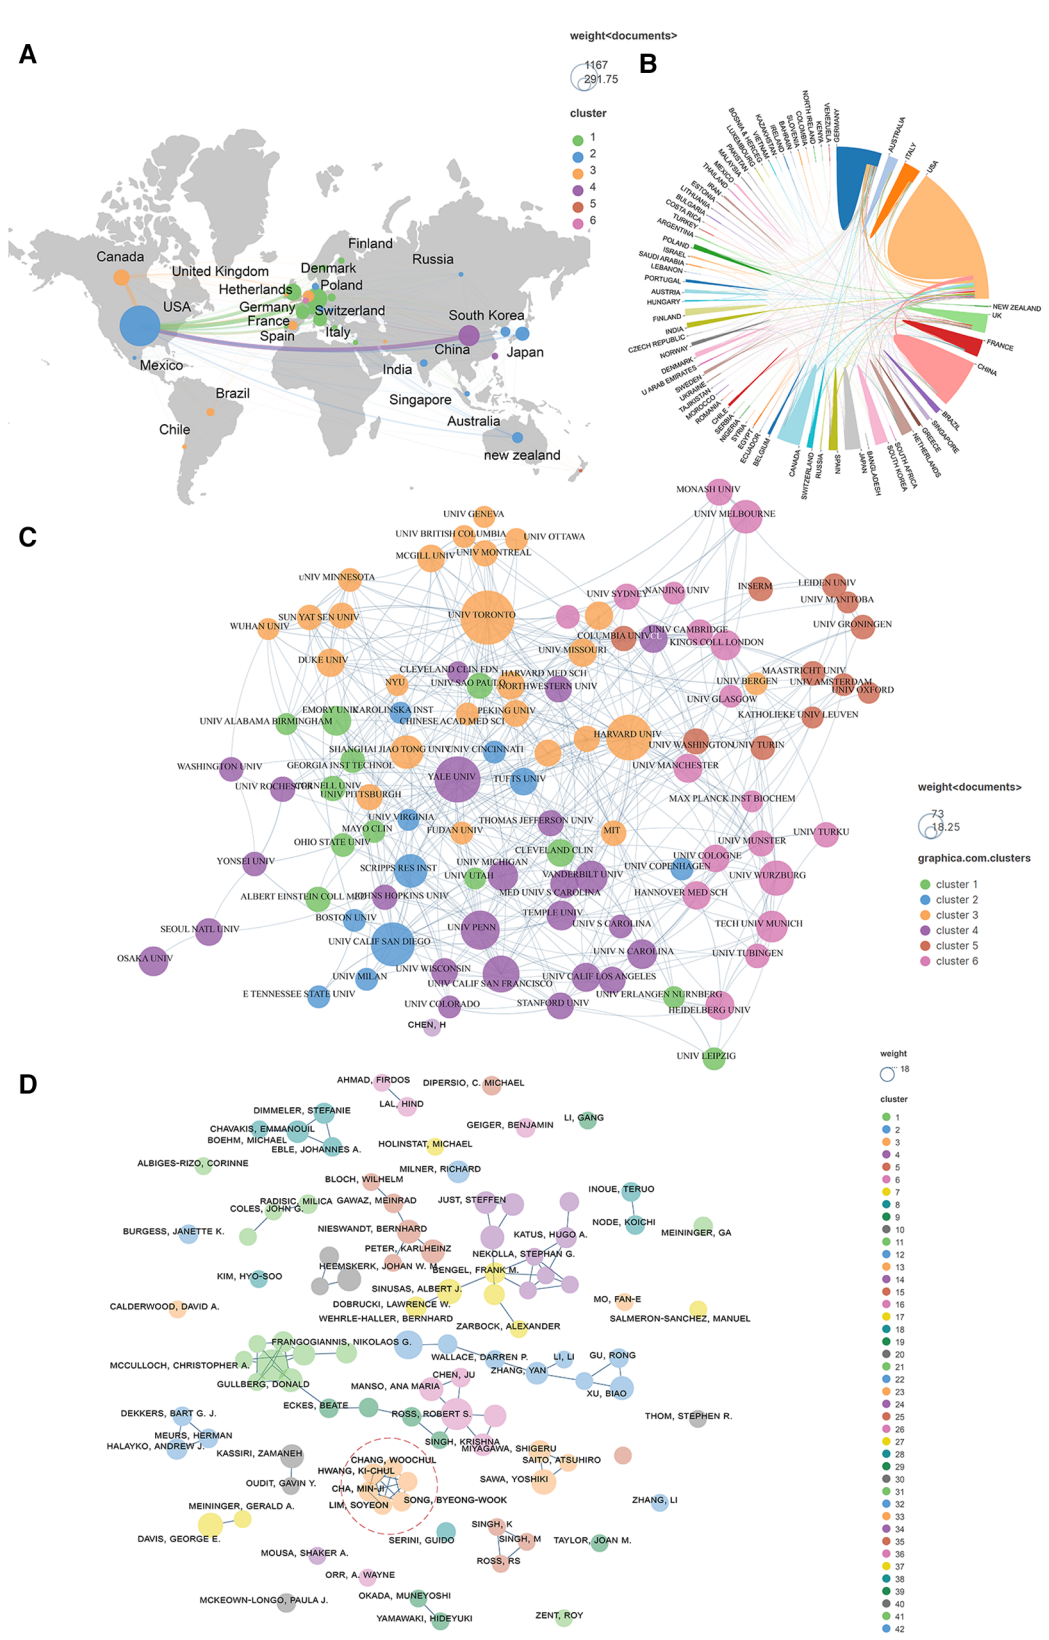 A
weight<documents>
1167
291.75
cluster
1
2
3
4
5
6
Canada
United Kingdom
USA
Finland
Denmark
Hetherlands
Poland
Germany
Switzerland
France
Spain
Italy
Russia
South Korea
China
Japan
India
Singapore
Mexico
Brazil
Chile
Australia
new zealand
B
GERMANY
AUSTRALIA
ITALY
USA
NEW ZEALAND
UK
FRANCE
CHINA
BRAZIL
SINGAPORE
GREECE
NETHERLANDS
SOUTH AFRICA
SOUTH KOREA
BANGLADESH
JAPAN
SPAIN
RUSSIA
SWITZERLAND
CANADA
BELGIUM
ECUADOR
EGYPT
SYRIA
NIGERIA
SERBIA
CHILE
ROMANIA
MOROCCO
TAJIKISTAN
UKRAINE
SWEDEN
U ARAB EMIRATES
DENMARK
NORWAY
CZECH REPUBLIC
INDIA
FINLAND
HUNGARY
AUSTRIA
PORTUGAL
LEBANON
SAUDI ARABIA
ISRAEL
POLAND
ARGENTINA
TURKEY
COSTA RICA
BULGARIA
LITHUANIA
ESTONIA
IRAN
THAILAND
MEXICO
MALAYSIA
PAKISTAN
LUXEMBOURG
BOSNIA & HERCEG
VIETNAM
KAZAKHSTAN
IRELAND
BAHRAIN
SLOVENIA
COLOMBIA
NORTH IRELAND
KENYA
VENEZUELA
C
MONASH UNIV
UNIV MELBOURNE
UNIV GENEVA
UNIV BRITISH COLUMBIA
UNIV OTTAWA
MCGILL UNIV
UNIV MONTREAL
UNIV MINNESOTA
SUN YAT SEN UNIV
WUHAN UNIV
UNIV TORONTO
UNIV SYDNEY
NANJING UNIV
INSERM
LEIDEN UNIV
UNIV MANITOBA
UNIV GRONINGEN
COLUMBIA UNIV
UCL
UNIV CAMBRIDGE
KINGS COLL LONDON
UNIV MISSOURI
DUKE UNIV
CLEVELAND CLIN FDN
HARVARD MED SCH
NYU
UNIV SAO PAULO
NORTHWESTERN UNIV
UNIV BERGEN
MAASTRICHT UNIV
UNIV AMSTERDAM
UNIV OXFORD
UNIV GLASGOW
KATHOLIEKE UNIV LEUVEN
EMORY UNIV
KAROLINSKA INST
PEKING UNIV
UNIV ALABAMA BIRMINGHAM
CHINESE ACAD MED SCI
HARVARD UNIV
SHANGHAI JIAO TONG UNIV
UNIV CINCINNATI
UNIV WASHINGTON
UNIV TURIN
WASHINGTON UNIV
GEORGIA INST TECHNOL
UNIV MANCHESTER
UNIV ROCHESTER
CORNELL UNIV
YALE UNIV
TUFTS UNIV
UNIV PITTSBURGH
MAX PLANCK INST BIOCHEM
UNIV VIRGINIA
THOMAS JEFFERSON UNIV
MAYO CLIN
FUDAN UNIV
MIT
UNIV TURKU
OHIO STATE UNIV
CLEVELAND CLIN
UNIV MUNSTER
YONSEI UNIV
UNIV MICHIGAN
UNIV COLOGNE
SCRIPPS RES INST
UNIV UTAH
VANDERBILT UNIV
UNIV COPENHAGEN
UNIV WURZBURG
ALBERT EINSTEIN COLL MED
JOHNS HOPKINS UNIV
MED UNIV S CAROLINA
HANNOVER MED SCH
BOSTON UNIV
TEMPLE UNIV
UNIV S CAROLINA
TECH UNIV MUNICH
SEOUL NATL UNIV
UNIV PENN
UNIV CALIF SAN DIEGO
UNIV N CAROLINA
UNIV TUBINGEN
OSAKA UNIV
UNIV MILAN
UNIV WISCONSIN
UNIV CALIF LOS ANGELES
UNIV CALIF SAN FRANCISCO
E TENNESSEE STATE UNIV
UNIV COLORADO
STANFORD UNIV
UNIV ERLANGEN NURNBERG
HEIDELBERG UNIV
CHEN, H
UNIV LEIPZIG
weight<documents>
73
18.25
graphica.com.clusters
cluster 1
cluster 2
cluster 3
cluster 4
cluster 5
cluster 6
D
AHMAD, FIRDOS
DIPERSIO, C. MICHAEL
LAL, HIND
DIMMELER, STEFANIE
CHAVAKIS, EMMANOUIL
BOEHM, MICHAEL
EBLE, JOHANNES A.
GEIGER, BENJAMIN
LI, GANG
HOLINSTAT, MICHAEL
ALBIGES-RIZO, CORINNE
MILNER, RICHARD
BLOCH, WILHELM
RADISIC, MILICA
GAWAZ, MEINRAD
JUST, STEFFEN
INOUE, TERUO
COLES, JOHN G.
BURGESS, JANETTE K.
NIESWANDT, BERNHARD
KATUS, HUGO A.
NODE, KOICHI
MEININGER, GA
PETER, KARLHEINZ
NEKOLLA, STEPHAN G.
HEEMSKERK, JOHAN W. M.
BENGEL, FRANK M.
KIM, HYO-SOO
SINUSAS, ALBERT J.
CALDERWOOD, DAVID A.
DOBRUCKI, LAWRENCE W.
MO, FAN-E
WEHRLE-HALLER, BERNHARD
ZARBOCK, ALEXANDER
SALMERON-SANCHEZ, MANUEL
FRANGOGIANNIS, NIKOLAOS G.
MCCULLOCH, CHRISTOPHER A.
WALLACE, DARREN P.
LI, LI
GU, RONG
ZHANG, YAN
GULLBERG, DONALD
CHEN, JU
MANSO, ANA MARIA
XU, BIAO
ECKES, BEATE
DEKKERS, BART G. J.
ROSS, ROBERT S.
THOM, STEPHEN R.
MEURS, HERMAN
HALAYKO, ANDREW J.
SINGH, KRISHNA
KASSIRI, ZAMANEH
MIYAGAWA, SHIGERU
CHANG, WOOCHUL
SAITO, ATSUHIRO
HWANG, KI-CHUL
OUDIT, GAVIN Y.
SAWA, YOSHIKI
CHA, MIN-JI
LIM, SOYEON
SONG, BYEONG-WOOK
ZHANG, LI
MEININGER, GERALD A.
SINGH, K
DAVIS, GEORGE E.
SERINI, GUIDO
SINGH, M
TAYLOR, JOAN M.
MOUSA, SHAKER A.
ROSS, RS
ORR, A. WAYNE
MCKEOWN-LONGO, PAULA J.
OKADA, MUNEYOSHI
YAMAWAKI, HIDEYUKI
ZENT, ROY
weight
18
cluster
1
2
3
4
5
6
7
8
9
10
11
12
13
14
15
16
17
18
19
20
21
22
23
24
25
26
27
28
29
30
31
32
33
34
35
36
37
38
39
40
41
42